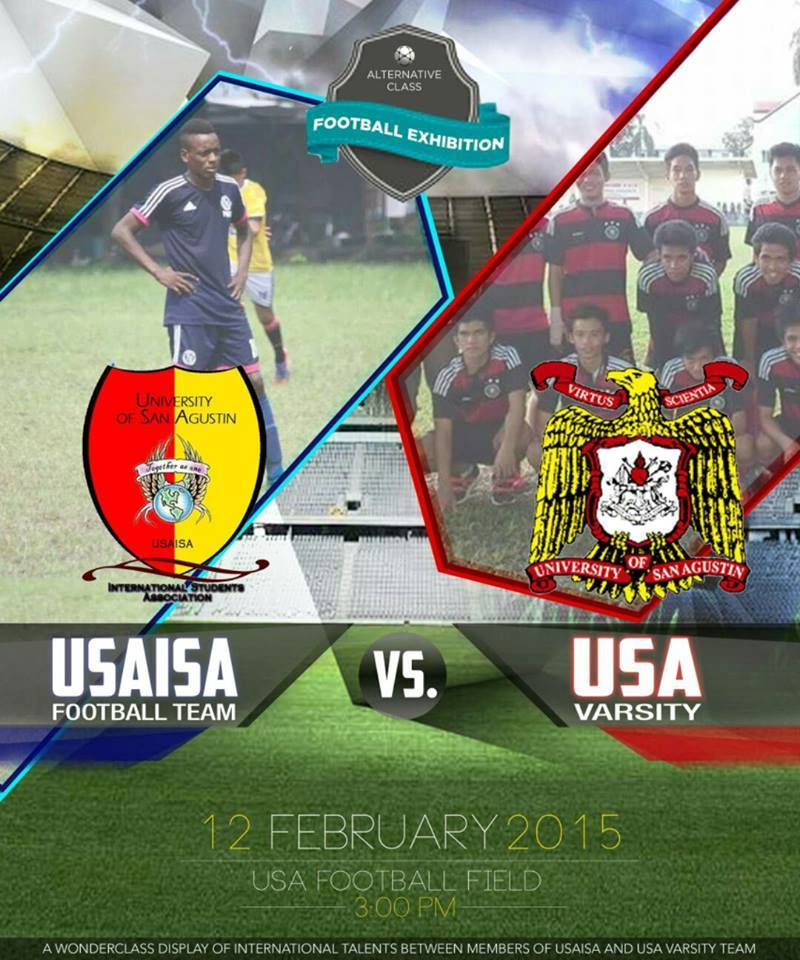 ALTERNATIVE
CLASS
FOOTBALL EXHIBITION
UNIVERSITY
OF SAN AGUSTIN
Together as one
USAISA
INTERNATIONAL STUDENTS
ASSOCIATION
VIRTUS SCIENTIA
UNIVERSITY OF SAN AGUSTIN
USAISA
FOOTBALL TEAM
VS.
USA
VARSITY
12 FEBRUARY 2015
USA FOOTBALL FIELD
3:00 PM
A WONDERCLASS DISPLAY OF INTERNATIONAL TALENTS BETWEEN MEMBERS OF USAISA AND USA VARSITY TEAM